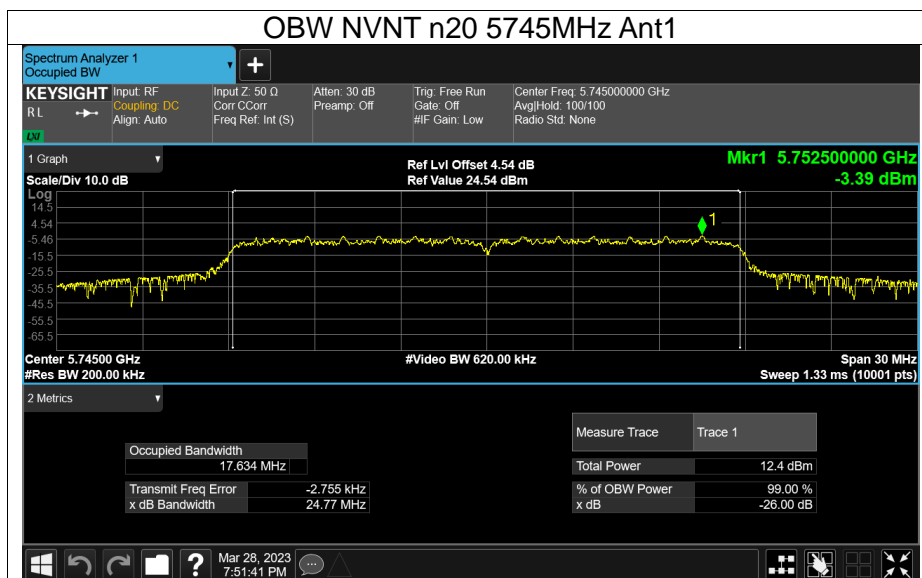 OBW NVNT n20 5745MHz Ant1
Spectrum Analyzer 1
Occupied BW
KEYSIGHT
R L
LXI
Input: RF
Coupling: DC
Align: Auto
Input Z: 50 Ω
Corr CCorr
Freq Ref: Int (S)
Atten: 30 dB
Preamp: Off
Trig: Free Run
Gate: Off
#IF Gain: Low
Center Freq: 5.745000000 GHz
Avg|Hold: 100/100
Radio Std: None
1 Graph
Scale/Div 10.0 dB
Ref Lvl Offset 4.54 dB
Ref Value 24.54 dBm
Mkr1 5.752500000 GHz
-3.39 dBm
Log
14.5
4.54
-5.46
-15.5
-25.5
-35.5
-45.5
-55.5
-65.5
1
Center 5.74500 GHz
#Res BW 200.00 kHz
#Video BW 620.00 kHz
Span 30 MHz
Sweep 1.33 ms (10001 pts)
2 Metrics
Occupied Bandwidth
17.634 MHz
Transmit Freq Error -2.755 kHz
x dB Bandwidth 24.77 MHz
Measure Trace Trace 1
Total Power 12.4 dBm
% of OBW Power 99.00 %
x dB -26.00 dB
Mar 28, 2023
7:51:41 PM